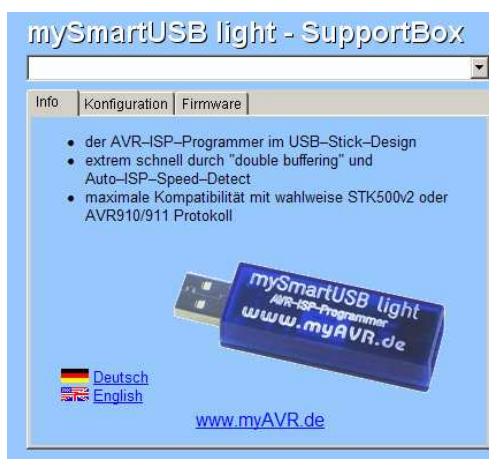 mySmartUSB light - SupportBox
Info
Konfiguration
Firmware
der AVR–ISP–Programmer im USB–Stick–Design
extrem schnell durch "double buffering" und
Auto–ISP–Speed–Detect
maximale Kompatibilität mit wahlweise STK500v2 oder
AVR910/911 Protokoll
mySmartUSB light
AVR-ISP-Programmer
www.myAVR.de
Deutsch
English
www.myAVR.de